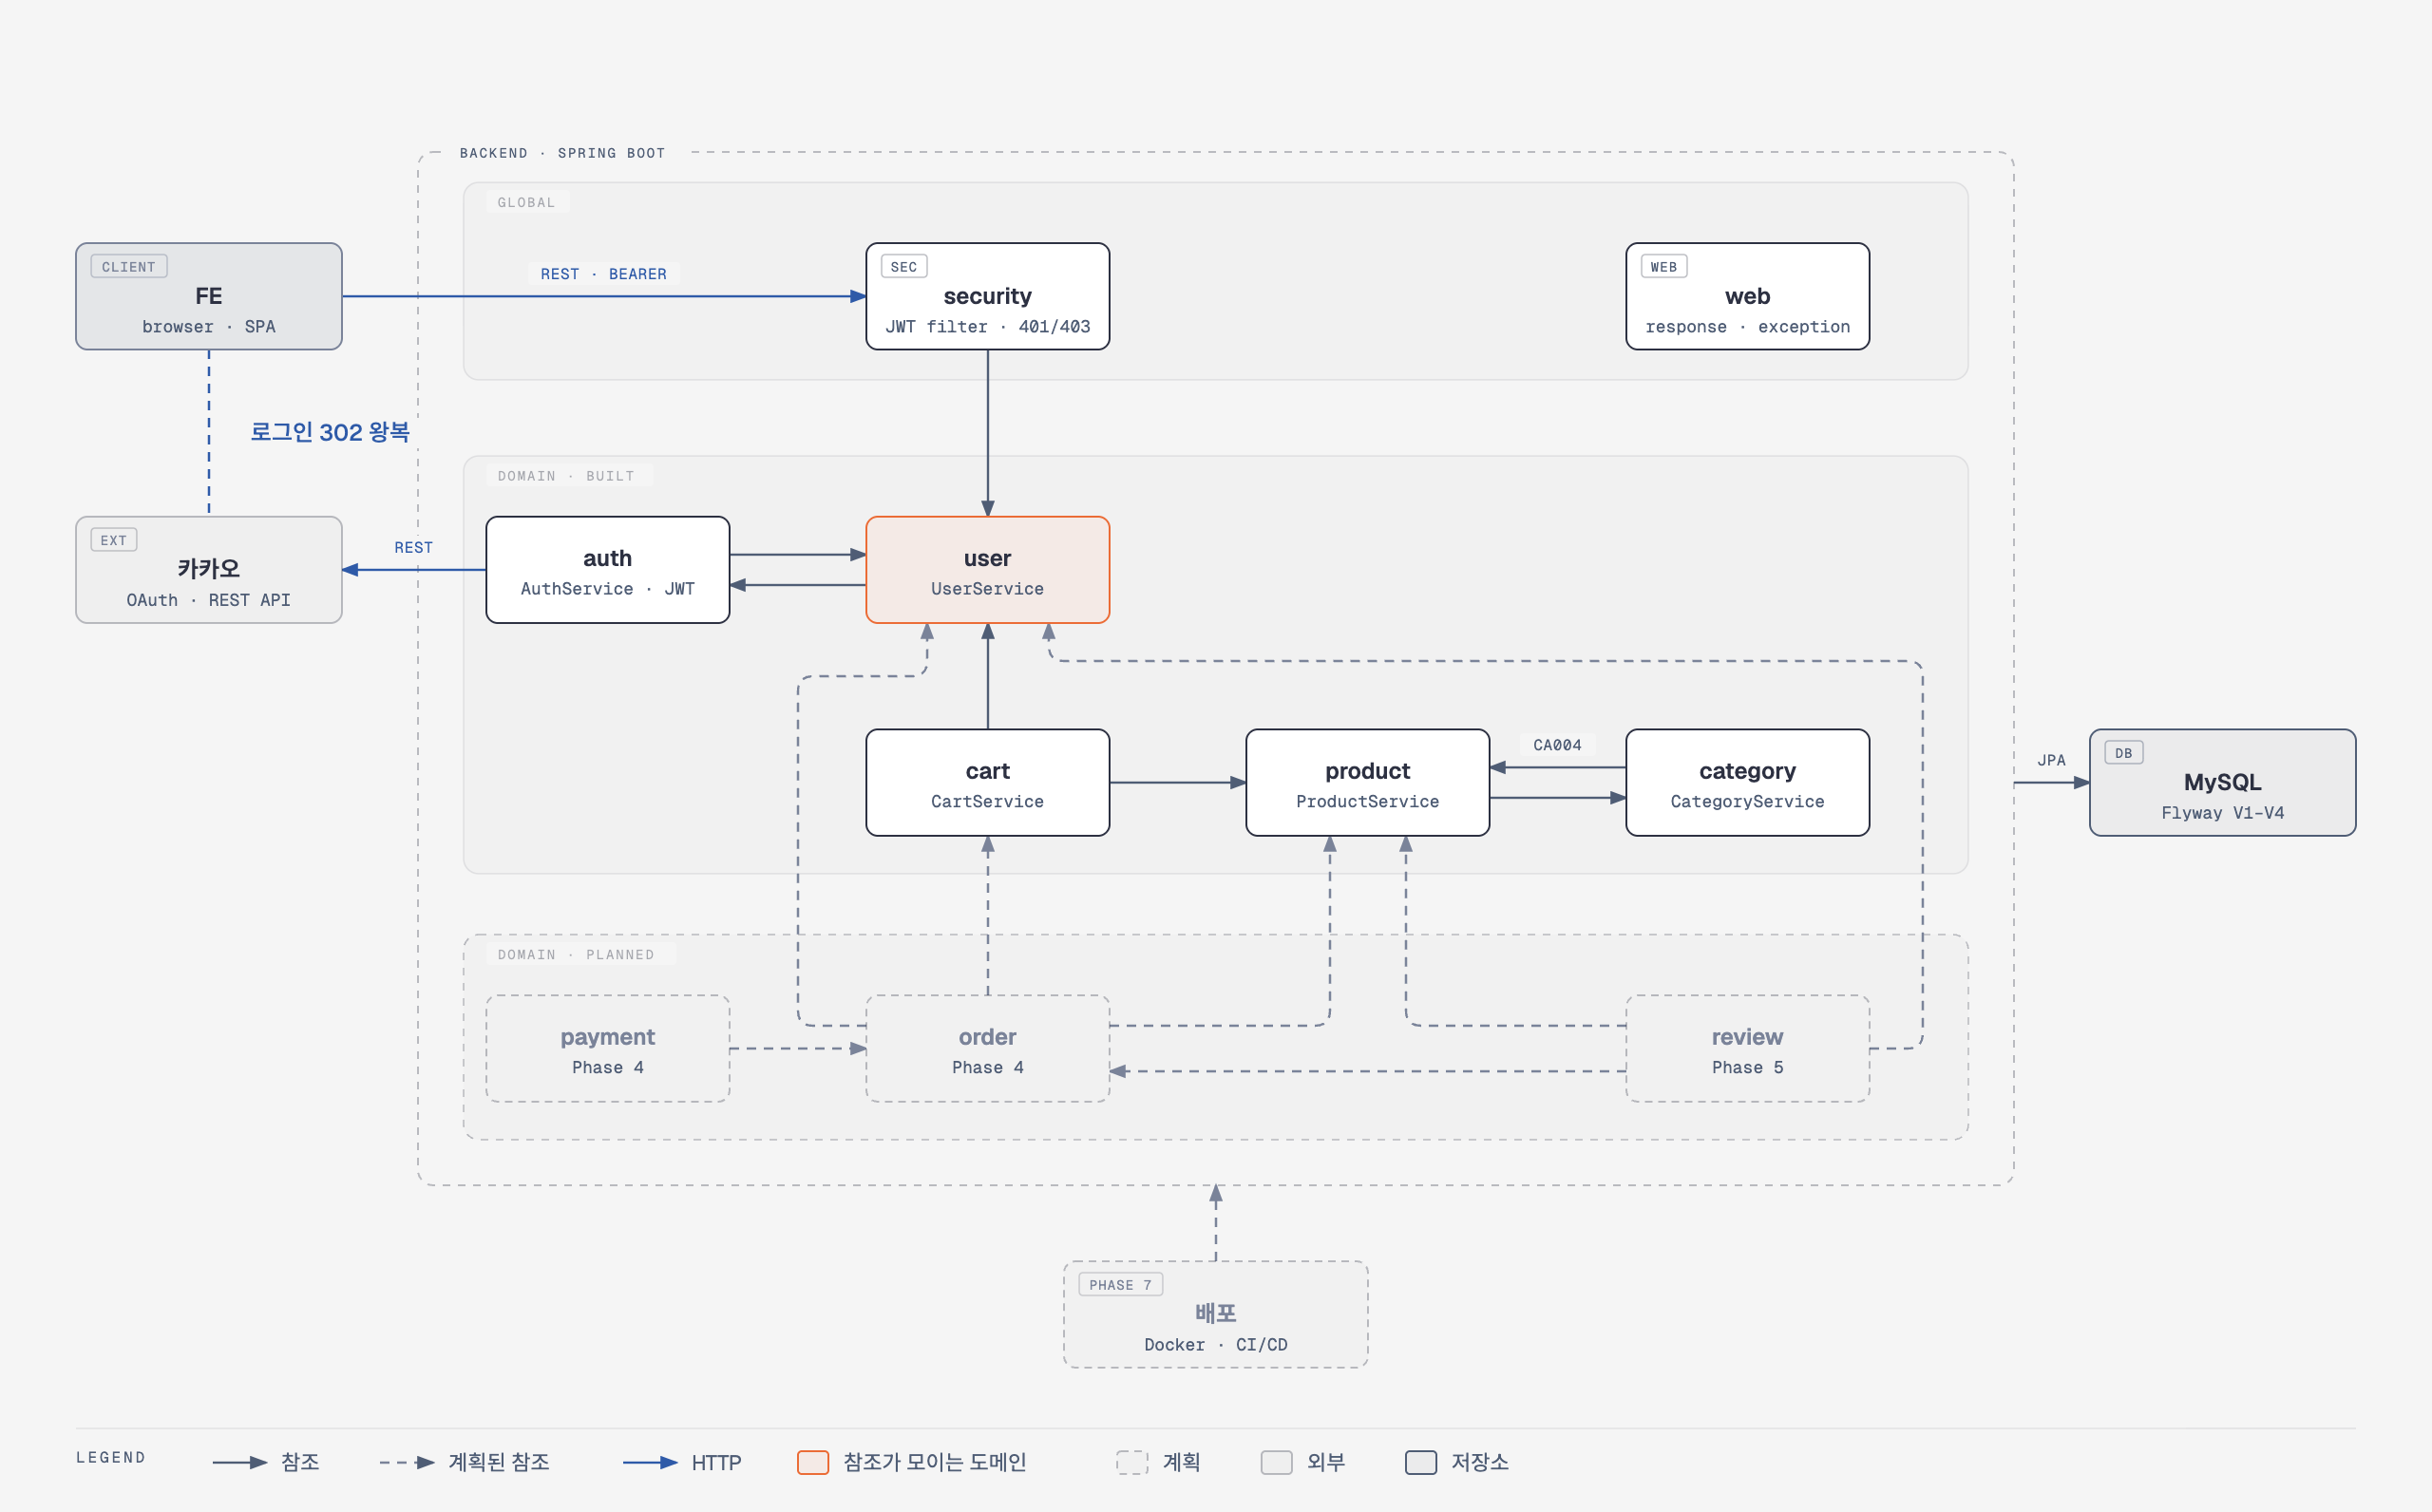 BACKEND · SPRING BOOT
GLOBAL
CLIENT
FE
browser · SPA
REST · BEARER
SEC
security
JWT filter · 401/403
WEB
web
response · exception
로그인 302 왕복
DOMAIN · BUILT
EXT
카카오
OAuth · REST API
REST
auth
AuthService · JWT
user
UserService
cart
CartService
product
ProductService
CA004
category
CategoryService
JPA
DB
MySQL
Flyway V1–V4
DOMAIN · PLANNED
payment
Phase 4
order
Phase 4
review
Phase 5
PHASE 7
배포
Docker · CI/CD
LEGEND
참조
계획된 참조
HTTP
참조가 모이는 도메인
계획
외부
저장소